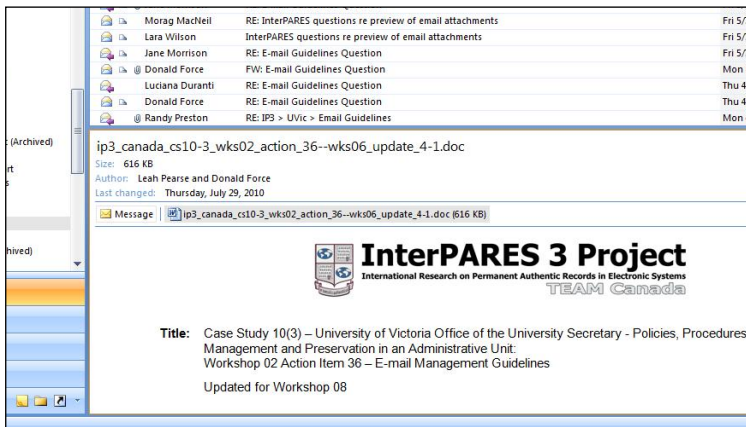 Morag MacNeil RE: InterPARES questions re preview of email attachments Fri 5/
Lara Wilson InterPARES questions re preview of email attachments Fri 5/
Jane Morrison RE: E-mail Guidelines Question Fri 5/
Donald Force FW: E-mail Guidelines Question Mon
Luciana Duranti RE: E-mail Guidelines Question Thu 4
Donald Force RE: E-mail Guidelines Question Thu 4
Randy Preston RE: IP3 > UVic > Email Guidelines Mon
t (Archived)
rt
s
hived)
ip3_canada_cs10-3_wks02_action_36--wks06_update_4-1.doc
Size: 616 KB
Author: Leah Pearse and Donald Force
Last changed: Thursday, July 29, 2010
Message ip3_canada_cs10-3_wks02_action_36--wks06_update_4-1.doc (616 KB)
InterPARES 3 Project
International Research on Permanent Authentic Records in Electronic Systems
TEAM Canada
Title: Case Study 10(3) – University of Victoria Office of the University Secretary - Policies, Procedures
Management and Preservation in an Administrative Unit:
Workshop 02 Action Item 36 – E-mail Management Guidelines
Updated for Workshop 08